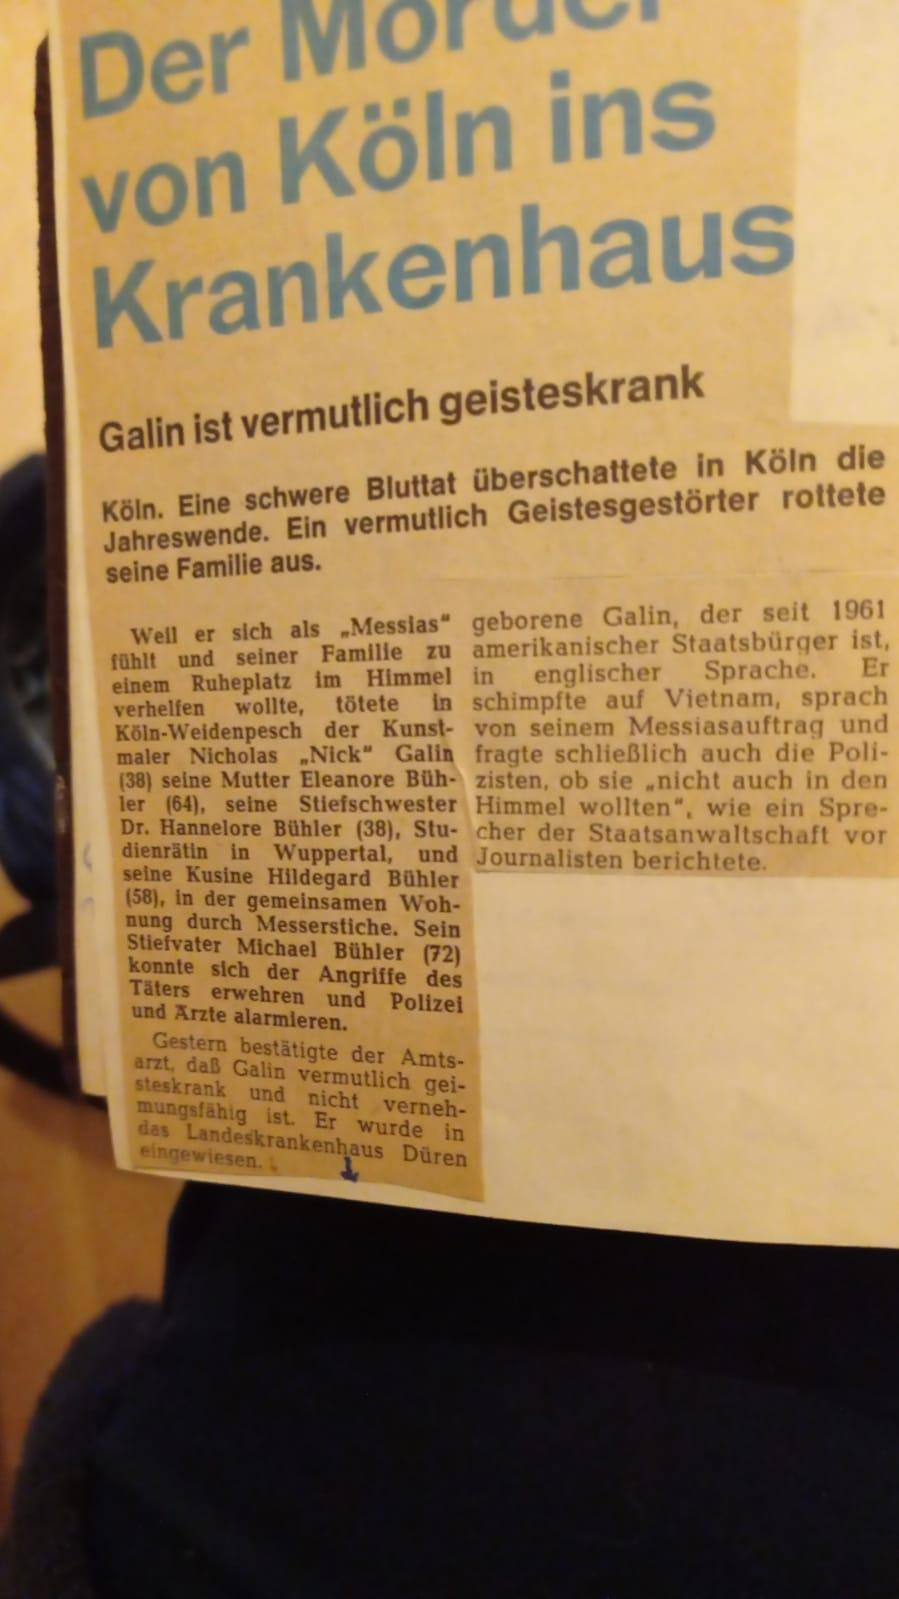 Der Mörder
von Köln ins
Krankenhaus
Galin ist vermutlich geisteskrank
Köln. Eine schwere Bluttat überschattete in Köln die
Jahreswende. Ein vermutlich Geistesgestörter rottete
seine Familie aus.
Weil er sich als „Messias“
fühlt und seiner Familie zu
einem Ruheplatz im Himmel
verhelfen wollte, tötete in
Köln-Weidenpesch der Kunst-
maler Nicholas „Nick“ Galin
(38) seine Mutter Eleanore Büh-
ler (64), seine Stiefschwester
Dr. Hannelore Bühler (38), Stu-
dienrätin in Wuppertal, und
seine Kusine Hildegard Bühler
(58), in der gemeinsamen Woh-
nung durch Messerstiche. Sein
Stiefvater Michael Bühler (72)
konnte sich der Angriffe des
Täters erwehren und Polizei
und Ärzte alarmieren.
Gestern bestätigte der Amts-
arzt, daß Galin vermutlich gei-
steskrank und nicht verneh-
mungsfähig ist. Er wurde in
das Landeskrankenhaus Düren
eingewiesen.
geborene Galin, der seit 1961
amerikanischer Staatsbürger ist,
in englischer Sprache. Er
schimpfte auf Vietnam, sprach
von seinem Messiasauftrag und
fragte schließlich auch die Poli-
zisten, ob sie „nicht auch in den
Himmel wollten“, wie ein Spre-
cher der Staatsanwaltschaft vor
Journalisten berichtete.